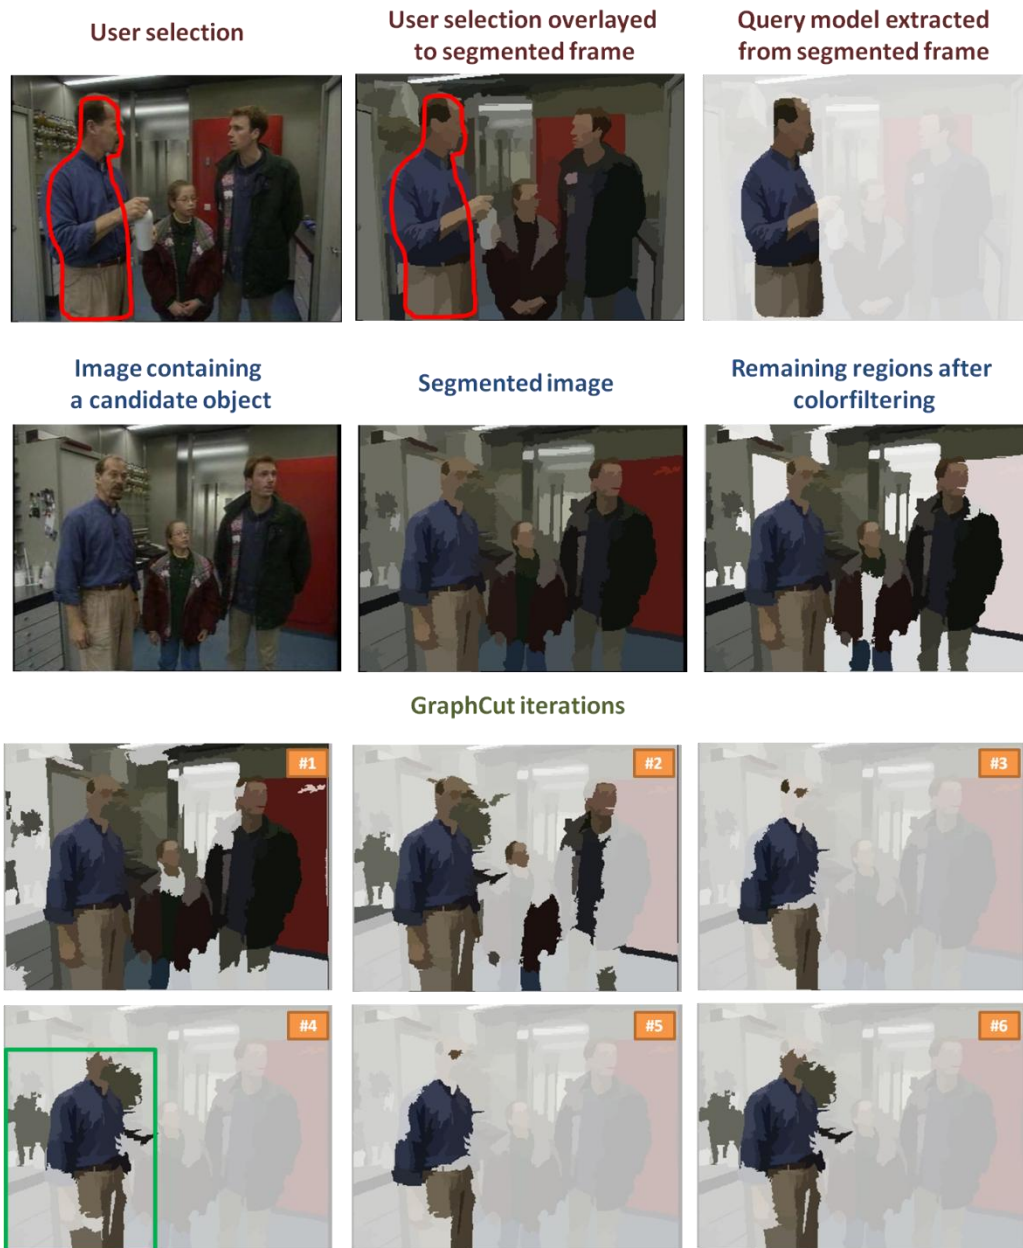 User selection
User selection overlayed
to segmented frame
Query model extracted
from segmented frame
Image containing
a candidate object
Segmented image
Remaining regions after
colorfiltering
GraphCut iterations
#1
#2
#3
#4
#5
#6